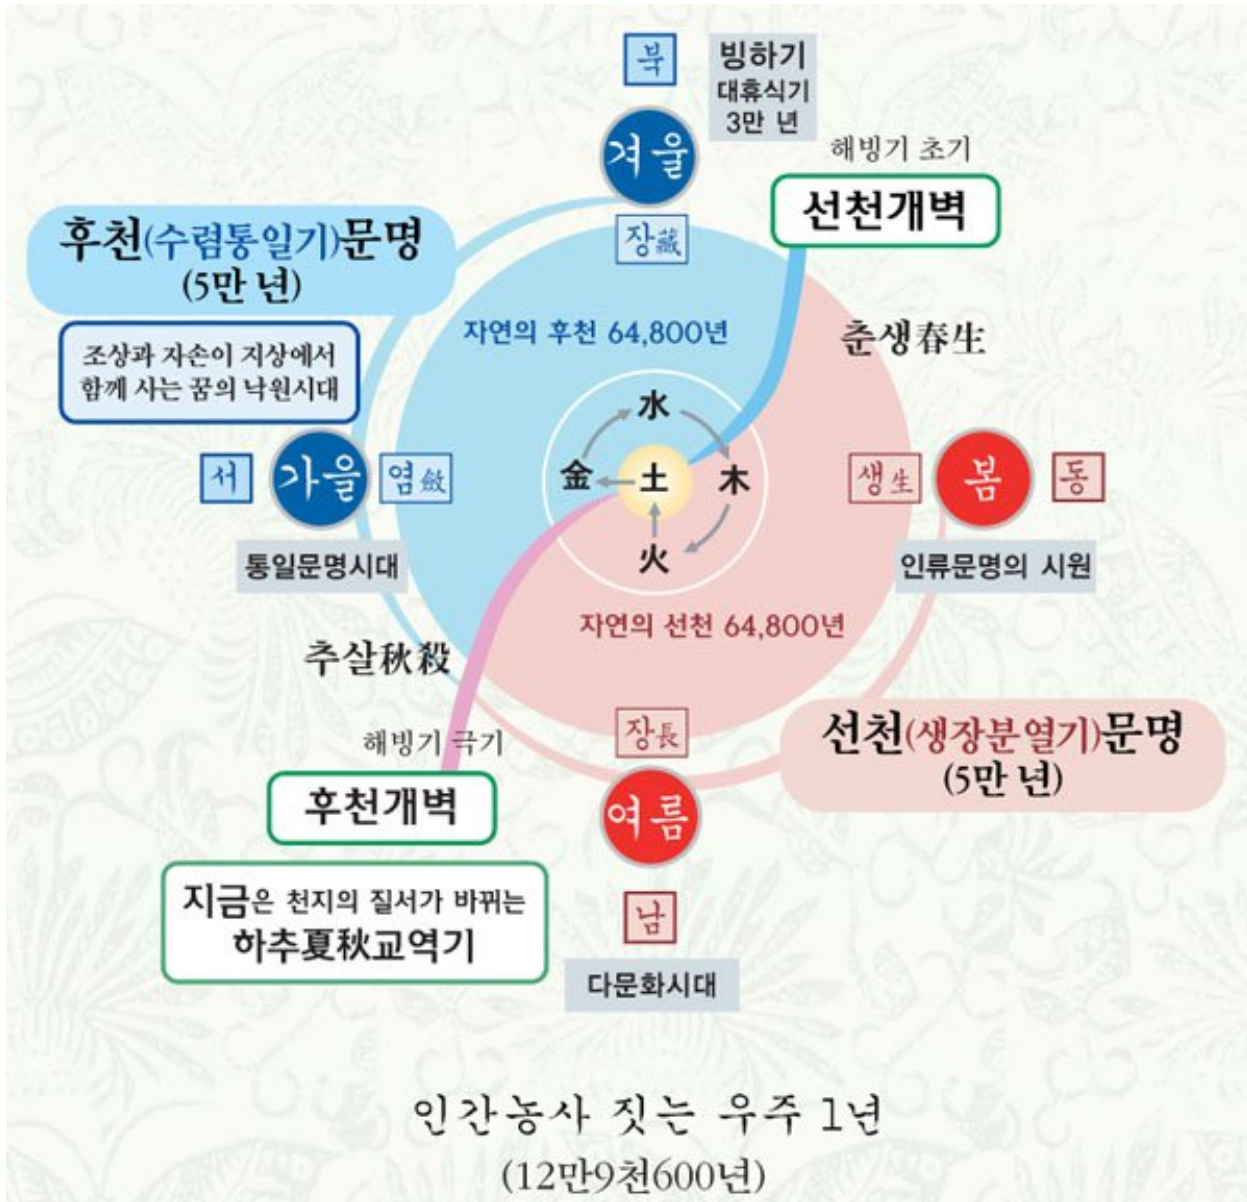 북
빙하기
대휴식기
3만 년
겨울
해빙기 초기
선천개벽
후천(수렴통일기)문명
(5만 년)
장藏
조상과 자손이 지상에서
함께 사는 꿈의 낙원시대
자연의 후천 64,800년
춘생春生
水
金
土
木
火
서
가을
염斂
생生
봄
동
통일문명시대
인류문명의 시원
자연의 선천 64,800년
추살秋殺
해빙기 극기
장長
선천(생장분열기)문명
(5만 년)
후천개벽
여름
지금은 천지의 질서가 바뀌는
하추夏秋교역기
남
다문화시대
인간농사 짓는 우주 1년
(12만9천600년)